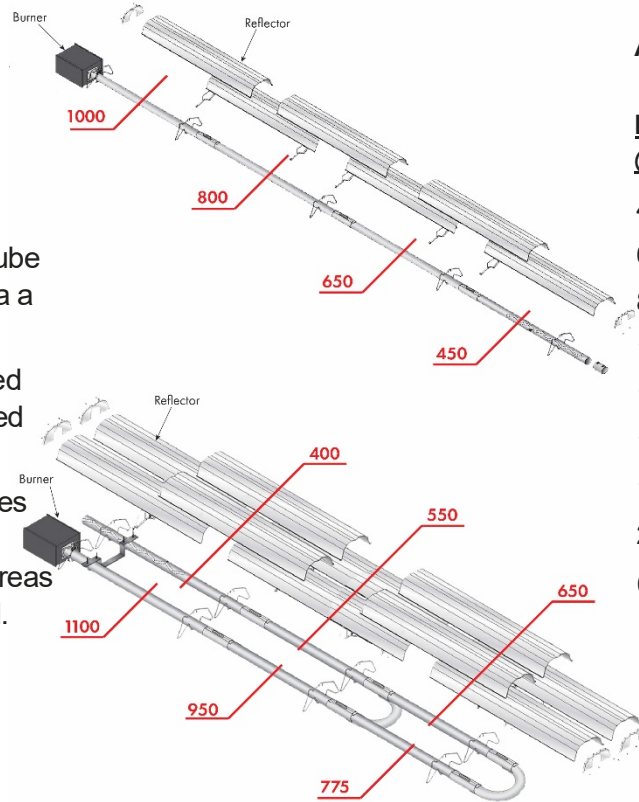 Burner
Reflector
1000
800
650
450
ube
a a
ed
ed
es
reas
l.
Reflector
Burner
400
550
650
1100
950
775